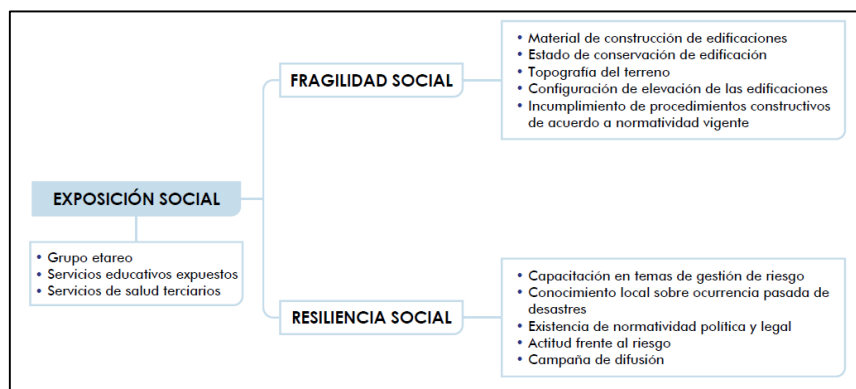 EXPOSICIÓN SOCIAL
• Grupo etareo
• Servicios educativos expuestos
• Servicios de salud terciarios
FRAGILIDAD SOCIAL
• Material de construcción de edificaciones
• Estado de conservación de edificación
• Topografía del terreno
• Configuración de elevación de las edificaciones
• Incumplimiento de procedimientos constructivos
de acuerdo a normatividad vigente
RESILIENCIA SOCIAL
• Capacitación en temas de gestión de riesgo
• Conocimiento local sobre ocurrencia pasada de
desastres
• Existencia de normatividad política y legal
• Actitud frente al riesgo
• Campaña de difusión